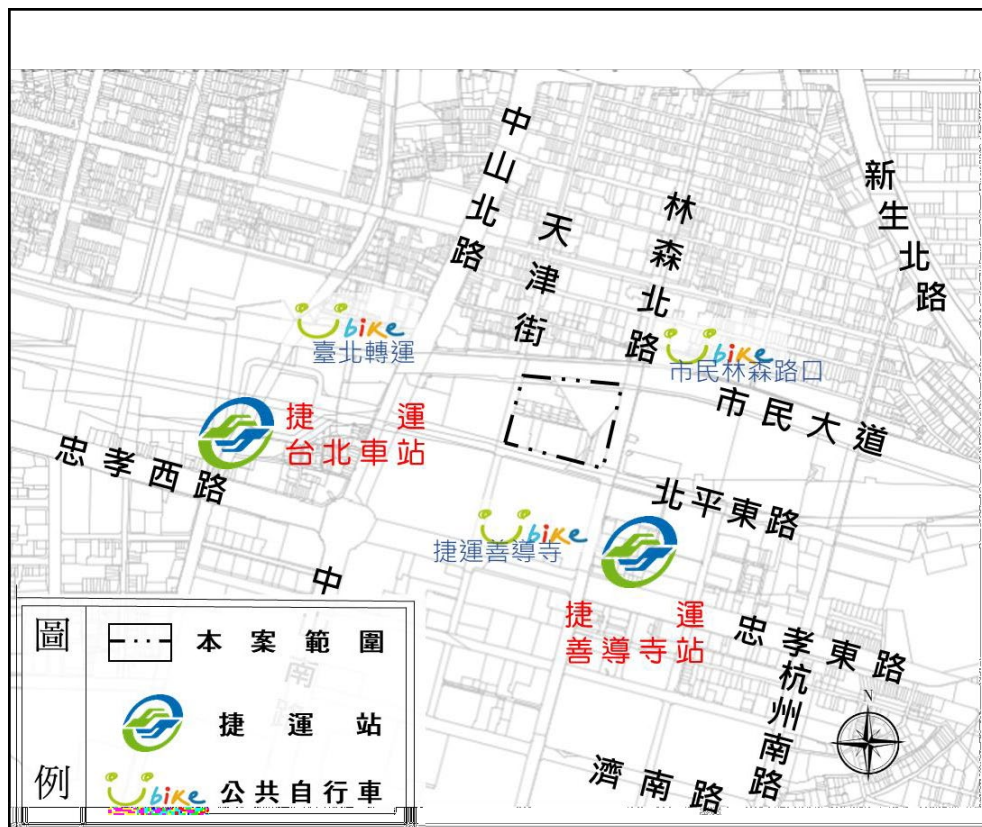 中山北路
天津街
林森北路
新生北路
Ubike
臺北轉運
Ubike
市民林森路口
市民大道
捷運
台北車站
忠孝西路
北平東路
Ubike
捷運善導寺
捷運
善導寺站
忠孝東路
杭州南路
濟南路
中
南路
N
圖例
本案範圍
捷運站
Ubike 公共自行車